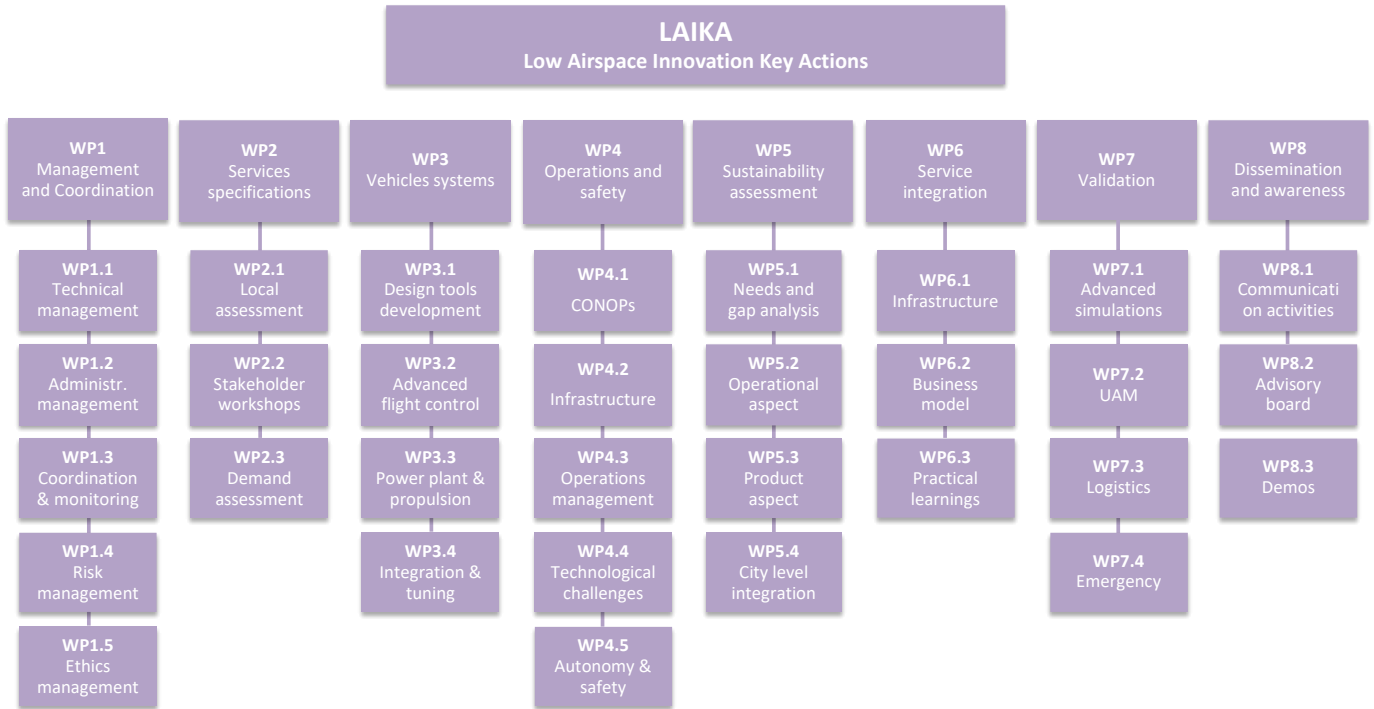 LAIKA
Low Airspace Innovation Key Actions
WP1
Management
and Coordination
WP1.1
Technical
management
WP1.2
Administr.
management
WP1.3
Coordination
& monitoring
WP1.4
Risk
management
WP1.5
Ethics
management
WP2
Services
specifications
WP2.1
Local
assessment
WP2.2
Stakeholder
workshops
WP2.3
Demand
assessment
WP3
Vehicles systems
WP3.1
Design tools
development
WP3.2
Advanced
flight control
WP3.3
Power plant &
propulsion
WP3.4
Integration &
tuning
WP4
Operations and
safety
WP4.1
CONOPs
WP4.2
Infrastructure
WP4.3
Operations
management
WP4.4
Technological
challenges
WP4.5
Autonomy &
safety
WP5
Sustainability
assessment
WP5.1
Needs and
gap analysis
WP5.2
Operational
aspect
WP5.3
Product
aspect
WP5.4
City level
integration
WP6
Service
integration
WP6.1
Infrastructure
WP6.2
Business
model
WP6.3
Practical
learnings
WP7
Validation
WP7.1
Advanced
simulations
WP7.2
UAM
WP7.3
Logistics
WP7.4
Emergency
WP8
Dissemination
and awareness
WP8.1
Communicati
on activities
WP8.2
Advisory
board
WP8.3
Demos